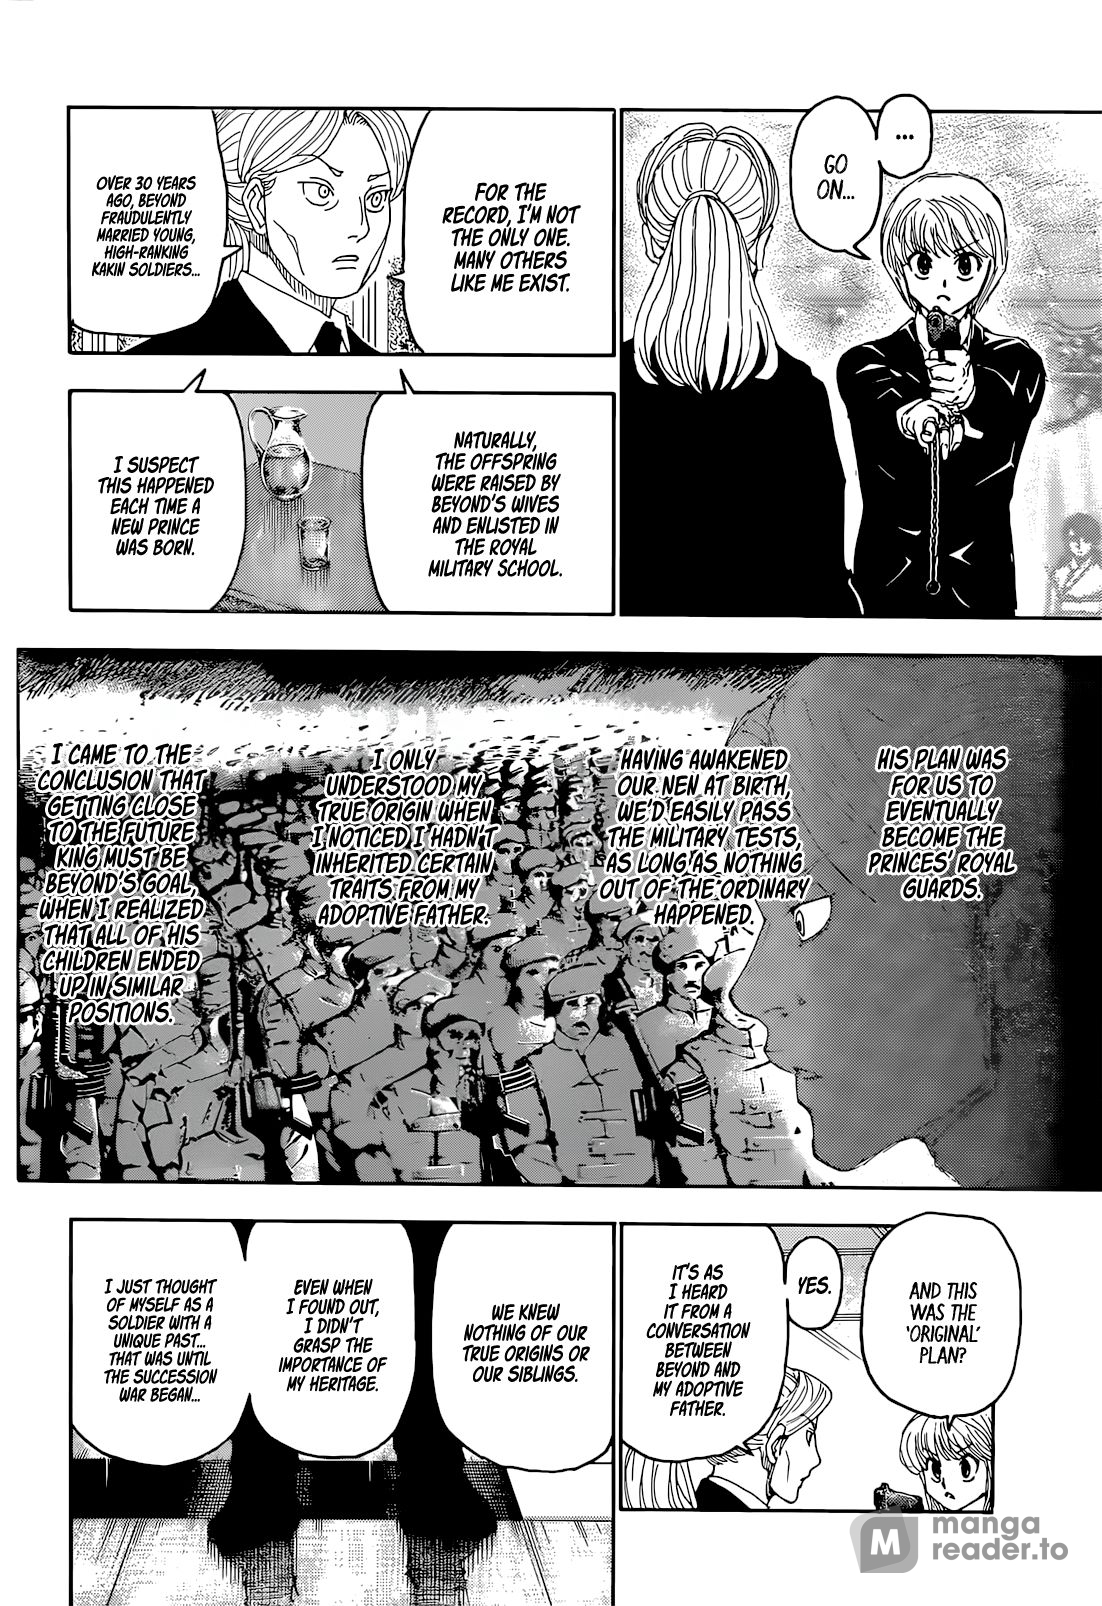 ...
GO
ON...
FOR THE
RECORD, I'M NOT
THE ONLY ONE.
MANY OTHERS
LIKE ME EXIST.
OVER 30 YEARS
AGO, BEYOND
FRAUDULENTLY
MARRIED YOUNG,
HIGH-RANKING
KAKIN SOLDIERS...
NATURALLY,
THE OFFSPRING
WERE RAISED BY
BEYOND'S WIVES
AND ENLISTED IN
THE ROYAL
MILITARY SCHOOL.
I SUSPECT
THIS HAPPENED
EACH TIME A
NEW PRINCE
WAS BORN.
HIS PLAN WAS
FOR US TO
EVENTUALLY
BECOME THE
PRINCES' ROYAL
GUARDS.
HAVING AWAKENED
OUR NEN AT BIRTH,
WE'D EASILY PASS
THE MILITARY TESTS,
AS LONG AS NOTHING
OUT OF THE ORDINARY
HAPPENED.
I ONLY
UNDERSTOOD MY
TRUE ORIGIN WHEN
I NOTICED I HADN'T
INHERITED CERTAIN
TRAITS FROM MY
ADOPTIVE FATHER.
I CAME TO THE
CONCLUSION THAT
GETTING CLOSE
TO THE FUTURE
KING MUST BE
BEYOND'S GOAL,
WHEN I REALIZED
THAT ALL OF HIS
CHILDREN ENDED
UP IN SIMILAR
POSITIONS.
AND THIS
WAS THE
'ORIGINAL'
PLAN?
YES.
IT'S AS
I HEARD
IT FROM A
CONVERSATION
BETWEEN
BEYOND AND
MY ADOPTIVE
FATHER.
WE KNEW
NOTHING OF OUR
TRUE ORIGINS OR
OUR SIBLINGS.
EVEN WHEN
I FOUND OUT,
I DIDN'T
GRASP THE
IMPORTANCE OF
MY HERITAGE.
I JUST THOUGHT
OF MYSELF AS A
SOLDIER WITH A
UNIQUE PAST...
THAT WAS UNTIL
THE SUCCESSION
WAR BEGAN...
M
manga
reader.to